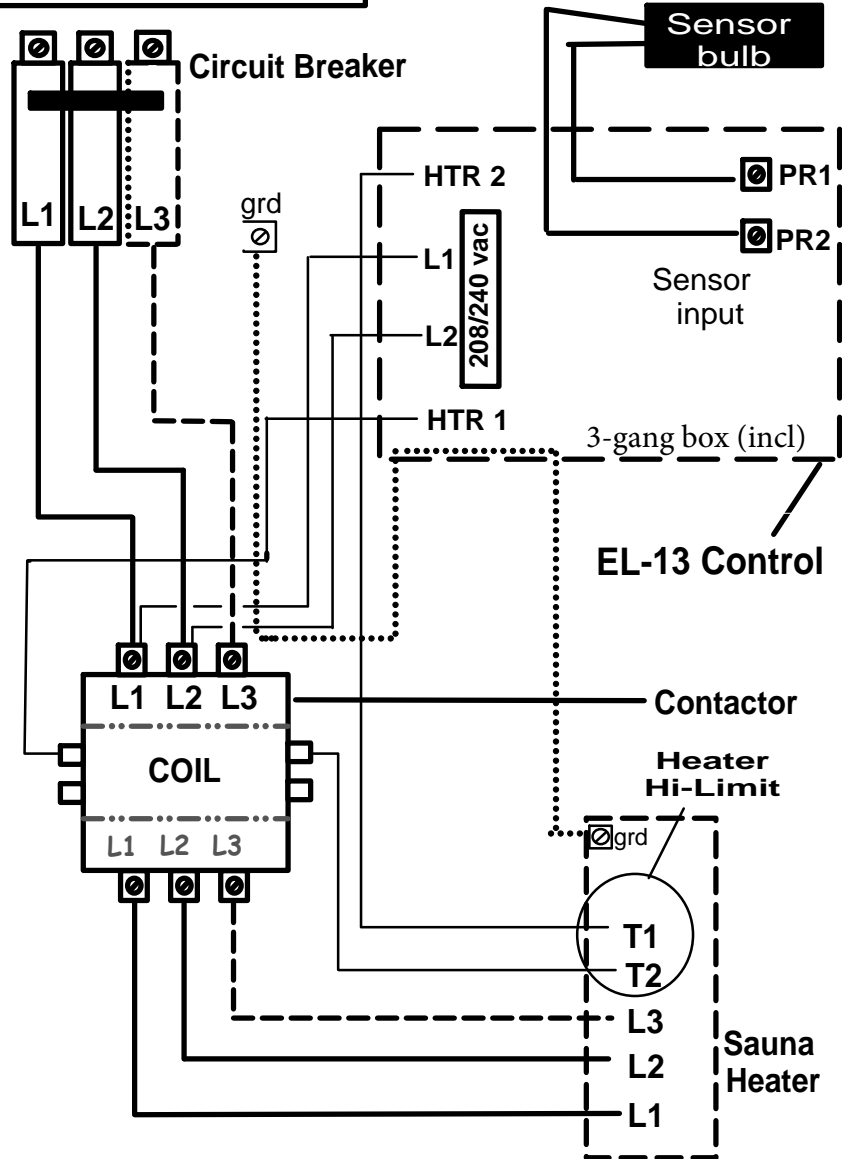 Sensor
bulb
Circuit Breaker
L1 L2 L3
grd
HTR 2
PR1
L1
208/240 vac
PR2
Sensor
input
L2
HTR 1
3-gang box (incl)
EL-13 Control
L1 L2 L3
Contactor
COIL
Heater
Hi-Limit
L1 L2 L3
grd
T1
T2
L3
L2
Sauna
Heater
L1